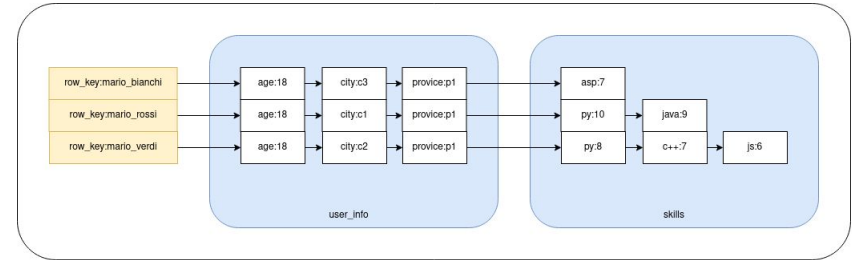 row_key:mario_bianchi age:18 city:c3 provice:p1 asp:7
row_key:mario_rossi age:18 city:c1 provice:p1 py:10 java:9
row_key:mario_verdi age:18 city:c2 provice:p1 py:8 c++:7 js:6
user_info skills